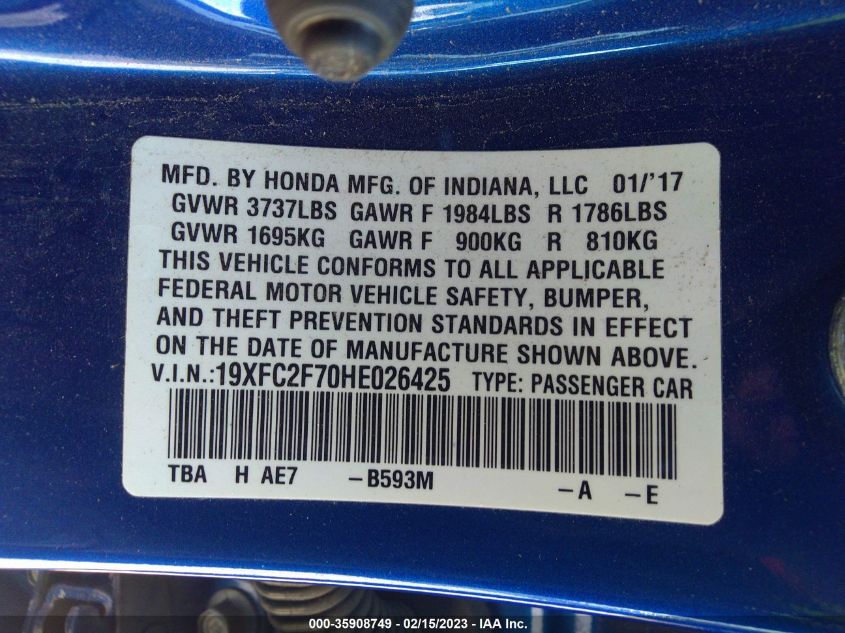 MFD. BY HONDA MFG. OF INDIANA, LLC 01/'17
GVWR 3737LBS GAWR F 1984LBS R 1786LBS
GVWR 1695KG GAWR F 900KG R 810KG
THIS VEHICLE CONFORMS TO ALL APPLICABLE
FEDERAL MOTOR VEHICLE SAFETY, BUMPER,
AND THEFT PREVENTION STANDARDS IN EFFECT
ON THE DATE OF MANUFACTURE SHOWN ABOVE.
V.I.N.:19XFC2F70HE026425 TYPE: PASSENGER CAR
TBA H AE7 –B593M –A –E
000-35908749 - 02/15/2023 - IAA Inc.